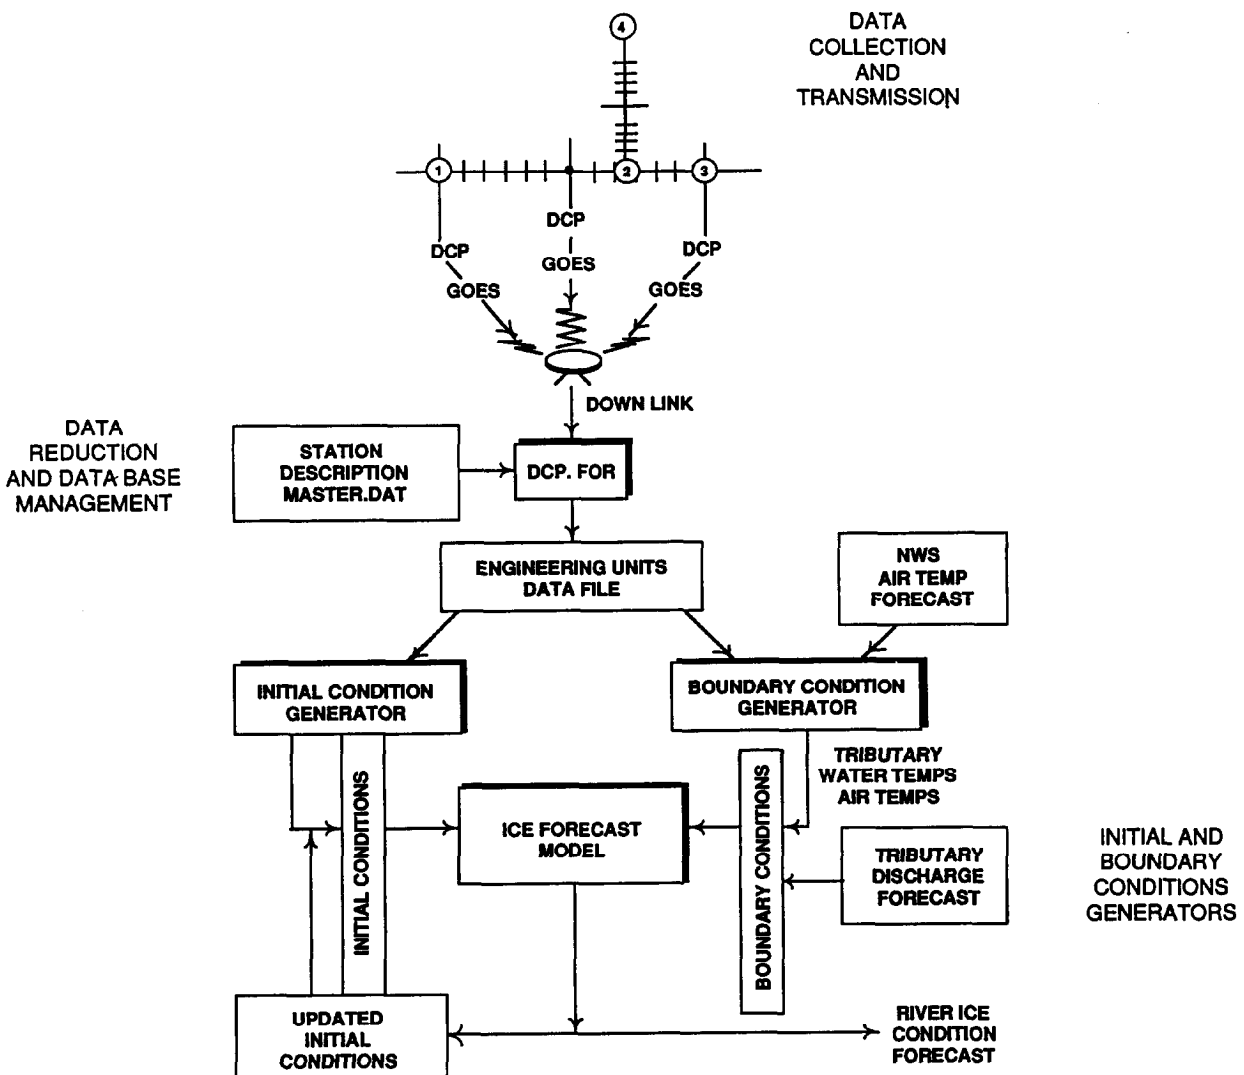 4
DATA
COLLECTION
AND
TRANSMISSION
1
2
3
DCP
DCP
DCP
GOES
GOES
GOES
DOWN LINK
DATA
REDUCTION
AND DATA BASE
MANAGEMENT
STATION
DESCRIPTION
MASTER.DAT
DCP. FOR
ENGINEERING UNITS
DATA FILE
NWS
AIR TEMP
FORECAST
INITIAL CONDITION
GENERATOR
BOUNDARY CONDITION
GENERATOR
TRIBUTARY
WATER TEMPS
AIR TEMPS
INITIAL CONDITIONS
ICE FORECAST
MODEL
BOUNDARY CONDITIONS
TRIBUTARY
DISCHARGE
FORECAST
INITIAL AND
BOUNDARY
CONDITIONS
GENERATORS
UPDATED
INITIAL
CONDITIONS
RIVER ICE
CONDITION
FORECAST